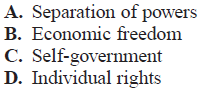 A. Separation of powers
B. Economic freedom
C. Self-government
D. Individual rights